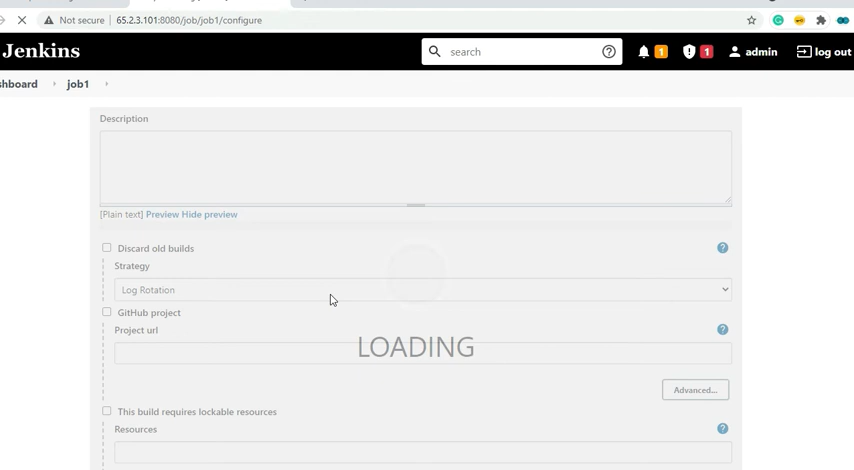 Not secure 65.2.3.101:8080/job/job1/configure
Jenkins search 1 1 admin log out
job1
Description
[Plain text] Preview Hide preview
Discard old builds
Strategy
Log Rotation
GitHub project
Project url
LOADING
Advanced...
This build requires lockable resources
Resources